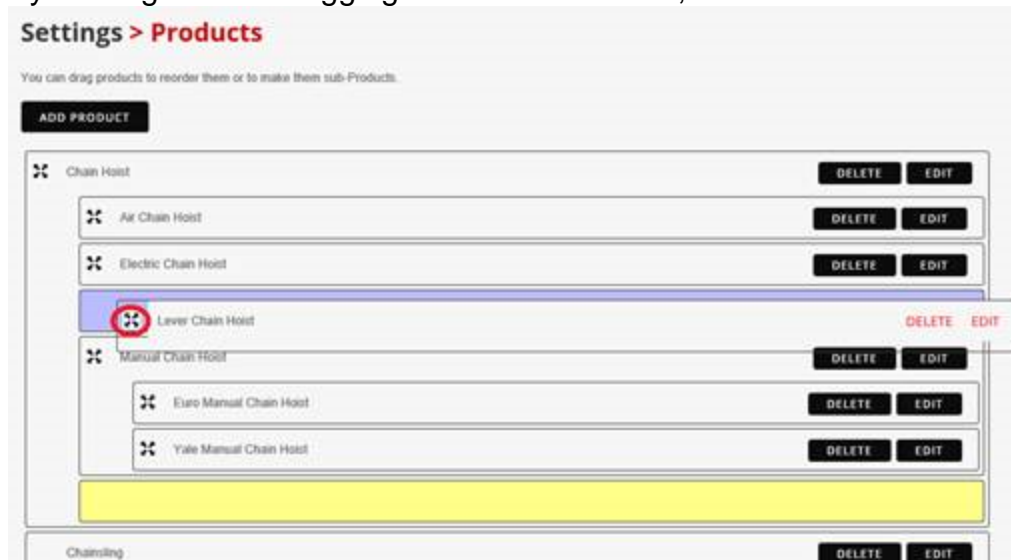 Settings > Products
You can drag products to reorder them or to make them sub-Products.
ADD PRODUCT
Chain Hoist DELETE EDIT
Air Chain Hoist DELETE EDIT
Electric Chain Hoist DELETE EDIT
Lever Chain Hoist DELETE EDIT
Manual Chain Hoist DELETE EDIT
Euro Manual Chain Hoist DELETE EDIT
Yale Manual Chain Hoist DELETE EDIT
Chainsling DELETE EDIT